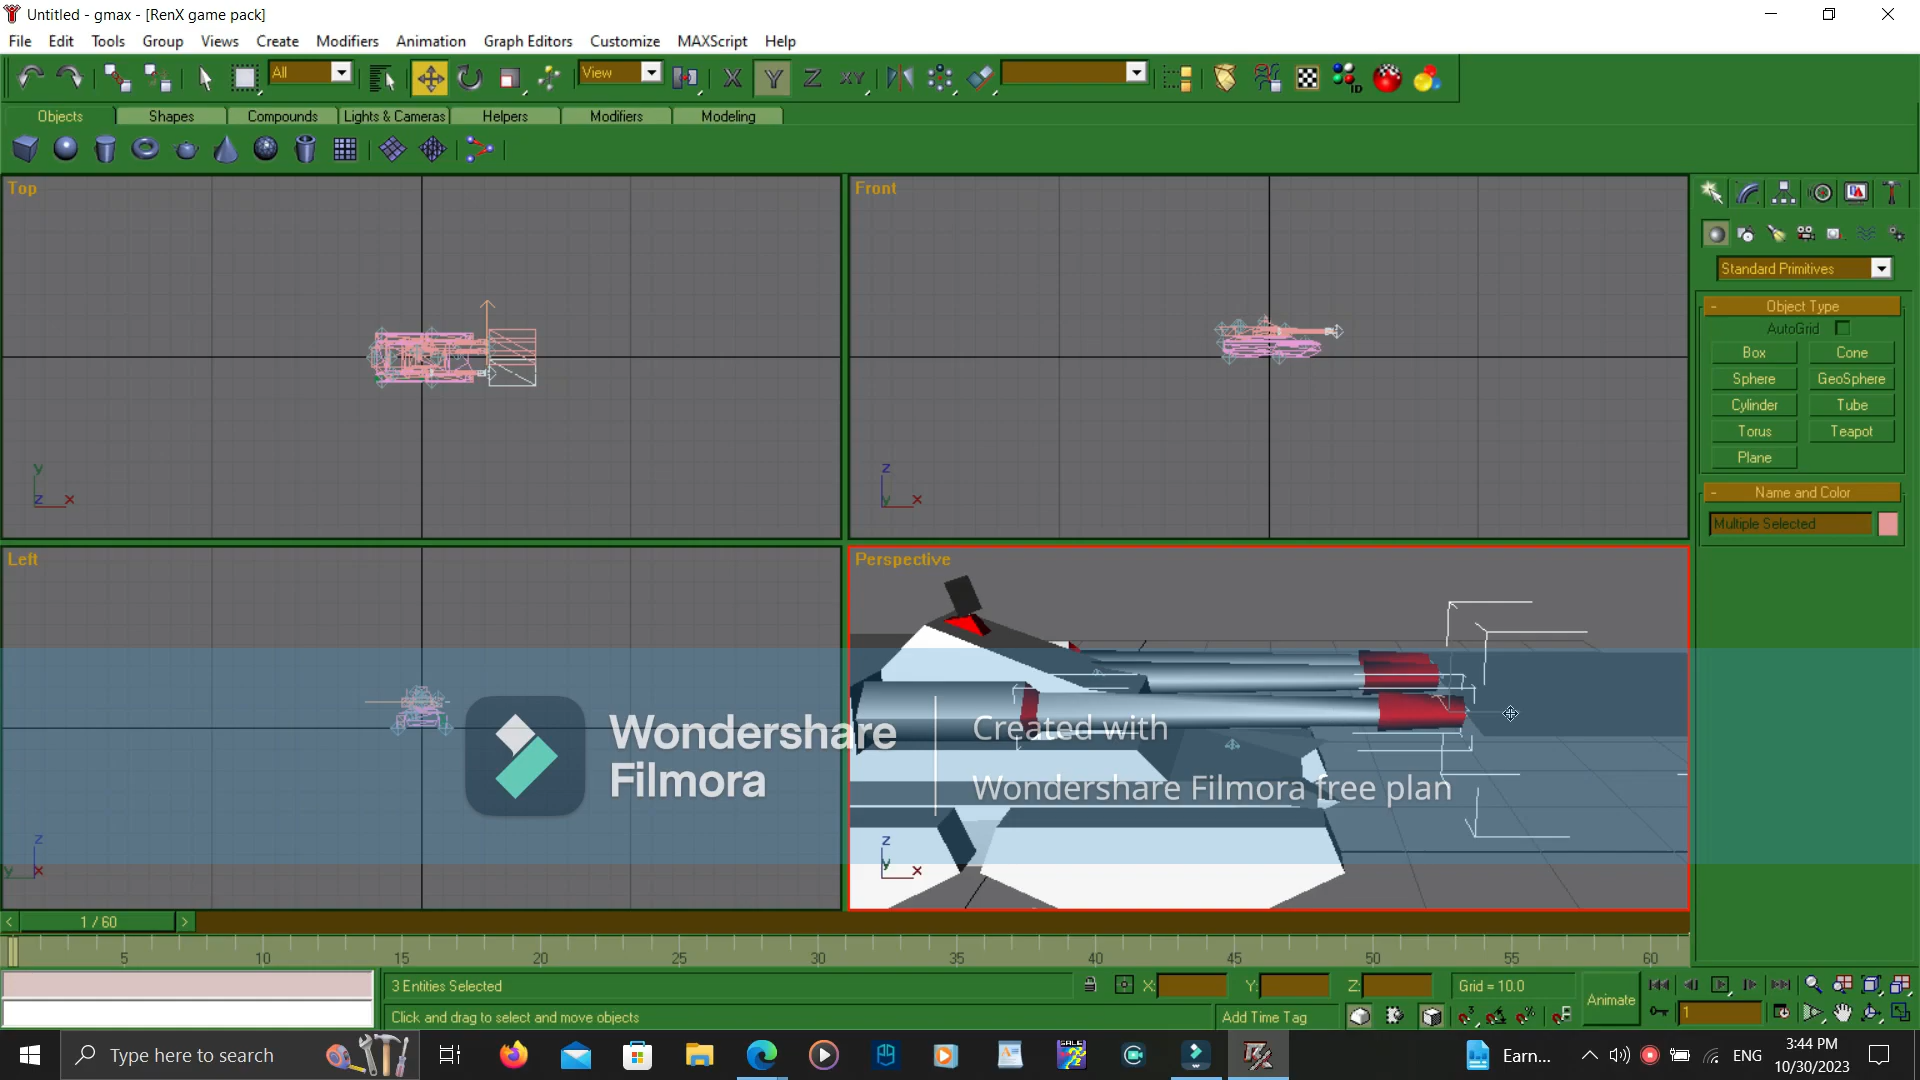 Untitled - gmax - [RenX game pack]
File Edit Tools Group Views Create Modifiers Animation Graph Editors Customize MAXScript Help
All View X Y Z XY ID
Objects Shapes Compounds Lights & Cameras Helpers Modifiers Modeling
Top
Front
Standard Primitives
- Object Type
AutoGrid
Box Cone
Sphere GeoSphere
Cylinder Tube
Torus Teapot
Plane
- Name and Color
Multiple Selected
y
z x
z
y x
Left
Perspective
Wondershare
Filmora
Created with
Wondershare Filmora free plan
z
y x
z
y x
< 1 / 60 >
5 10 15 20 25 30 35 40 45 50 55 60
3 Entities Selected X: Y: Z: Grid = 10.0
Animate
1
Click and drag to select and move objects Add Time Tag
Type here to search
SALE
Earn...
ENG
3:44 PM
10/30/2023